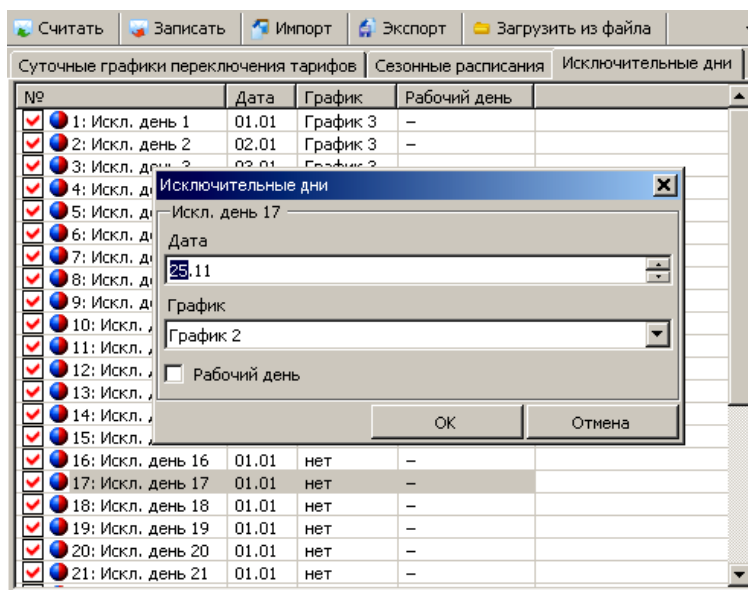 Считать Записать Импорт Экспорт Загрузить из файла
Суточные графики переключения тарифов Сезонные расписания Исключительные дни
№ Дата График Рабочий день
1: Искл. день 1 01.01 График 3 –
2: Искл. день 2 02.01 График 3 –
3: Искл. день 3 03.01 График 3
4: Искл.
Исключительные дни
5: Искл.
Искл. день 17
6: Искл.
Дата
7: Искл.
25.11
8: Искл.
9: Искл.
График
10: Искл.
График 2
11: Искл.
12: Искл.
Рабочий день
13: Искл.
14: Искл.
OK Отмена
15: Искл.
16: Искл. день 16 01.01 нет –
17: Искл. день 17 01.01 нет –
18: Искл. день 18 01.01 нет –
19: Искл. день 19 01.01 нет –
20: Искл. день 20 01.01 нет –
21: Искл. день 21 01.01 нет –